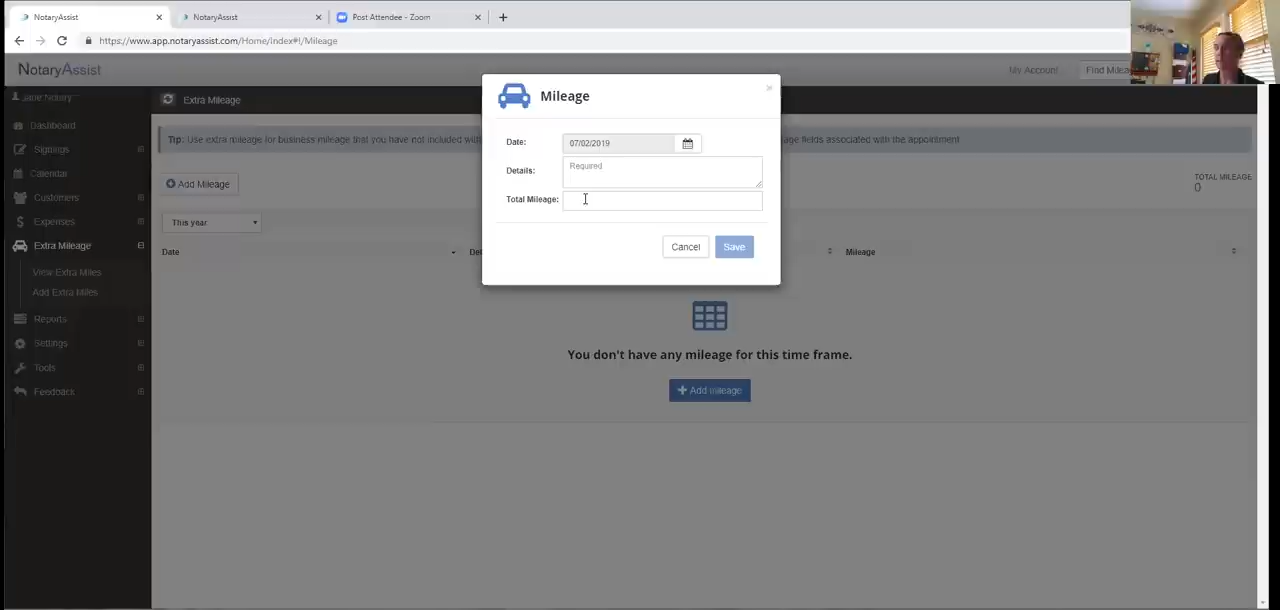 NotaryAssist
NotaryAssist
Post Attendee - Zoom
https://www.app.notaryassist.com/Home/Index#!/Mileage
NotaryAssist
My Account
Find Mileag
Jane Notary
Extra Mileage
Mileage
Dashboard
Signings
Calendar
Customers
Expenses
Extra Mileage
View Extra Miles
Add Extra Miles
Reports
Settings
Tools
Feedback
Tip: Use extra mileage for business mileage that you have not included with
age fields associated with the appointment
Add Mileage
TOTAL MILEAGE
0
This year
Date
Det
Mileage
Date:
07/02/2019
Details:
Required
Total Mileage:
Cancel
Save
You don't have any mileage for this time frame.
Add mileage